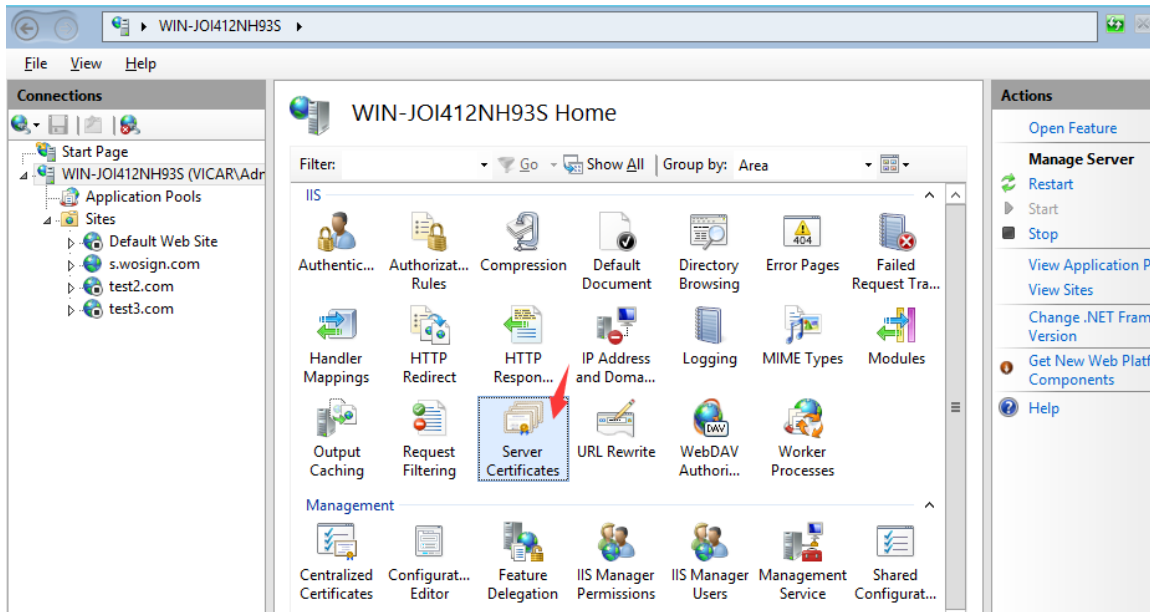 WIN-JOI412NH93S
File View Help
Connections
Start Page
WIN-JOI412NH93S (VICAR\Adr
Application Pools
Sites
Default Web Site
s.wosign.com
test2.com
test3.com
WIN-JOI412NH93S Home
Filter: Go Show All Group by: Area
IIS
Authentic... Authorizat... Compression Default Directory Error Pages Failed
Rules Document Browsing Request Tra...
404
Handler HTTP HTTP IP Address Logging MIME Types Modules
Mappings Redirect Respon... and Doma...
DAV
Output Request Server URL Rewrite WebDAV Worker
Caching Filtering Certificates Authori... Processes
Management
Centralized Configurat... Feature IIS Manager IIS Manager Management Shared
Certificates Editor Delegation Permissions Users Service Configurat...
Actions
Open Feature
Manage Server
Restart
Start
Stop
View Application P
View Sites
Change .NET Fram
Version
Get New Web Platf
Components
Help